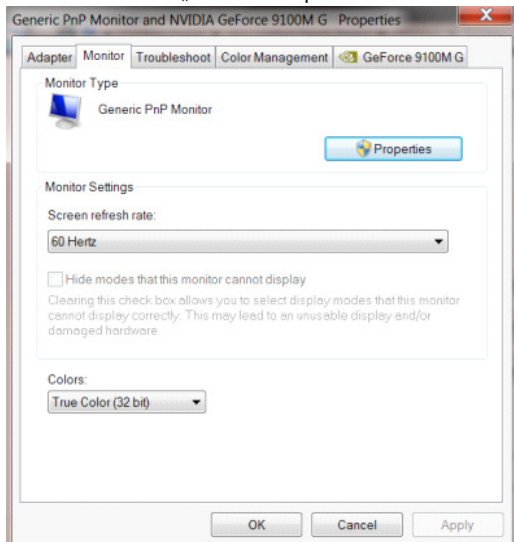 Generic PnP Monitor and NVIDIA GeForce 9100M G Properties
X
Adapter Monitor Troubleshoot Color Management GeForce 9100M G
Monitor Type
Generic PnP Monitor
Properties
Monitor Settings
Screen refresh rate:
60 Hertz
Hide modes that this monitor cannot display
Clearing this check box allows you to select display modes that this monitor
cannot display correctly. This may lead to an unusable display and/or
damaged hardware.
Colors:
True Color (32 bit)
OK Cancel Apply